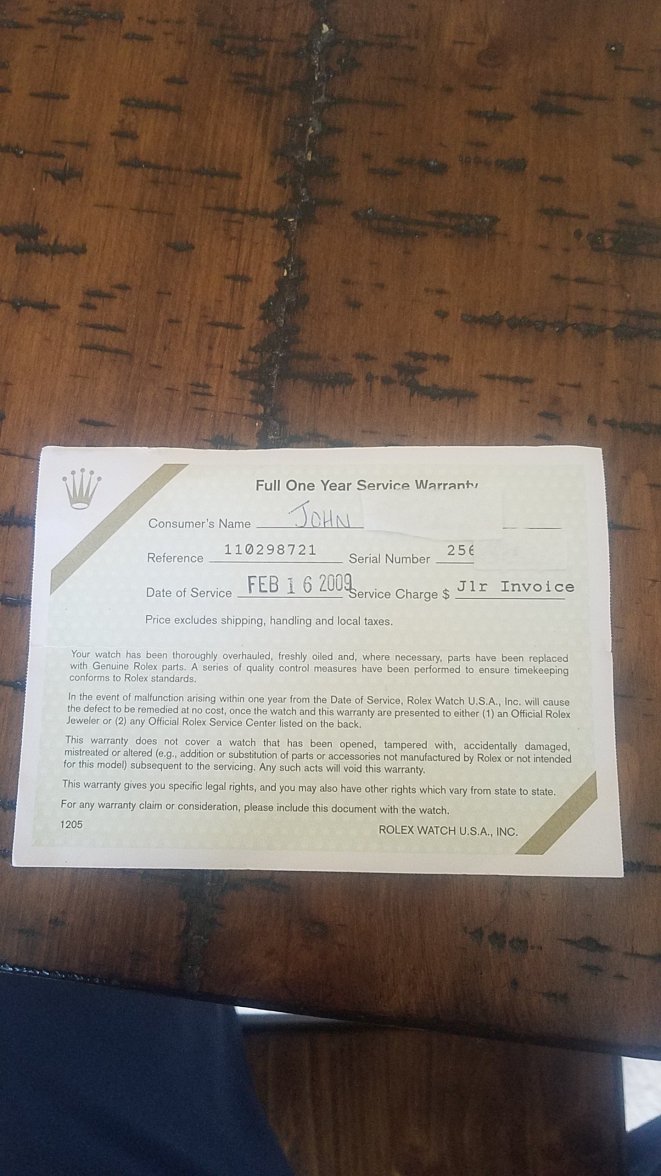 Full One Year Service Warranty
Consumer's Name JOHN
Reference 110298721 Serial Number 256
Date of Service FEB 16 2009 Service Charge $ Jlr Invoice
Price excludes shipping, handling and local taxes.
Your watch has been thoroughly overhauled, freshly oiled and, where necessary, parts have been replaced
with Genuine Rolex parts. A series of quality control measures have been performed to ensure timekeeping
conforms to Rolex standards.
In the event of malfunction arising within one year from the Date of Service, Rolex Watch U.S.A., Inc. will cause
the defect to be remedied at no cost, once the watch and this warranty are presented to either (1) an Official Rolex
Jeweler or (2) any Official Rolex Service Center listed on the back.
This warranty does not cover a watch that has been opened, tampered with, accidentally damaged,
mistreated or altered (e.g., addition or substitution of parts or accessories not manufactured by Rolex or not intended
for this model) subsequent to the servicing. Any such acts will void this warranty.
This warranty gives you specific legal rights, and you may also have other rights which vary from state to state.
For any warranty claim or consideration, please include this document with the watch.
1205 ROLEX WATCH U.S.A., INC.